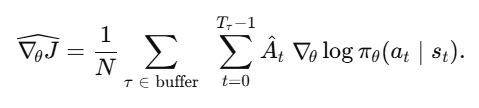 $$\widehat{\nabla_\theta J} = \frac{1}{N} \sum_{\tau \in \text{buffer}} \sum_{t=0}^{T_\tau - 1} \hat{A}_t \, \nabla_\theta \log \pi_\theta(a_t \mid s_t).$$